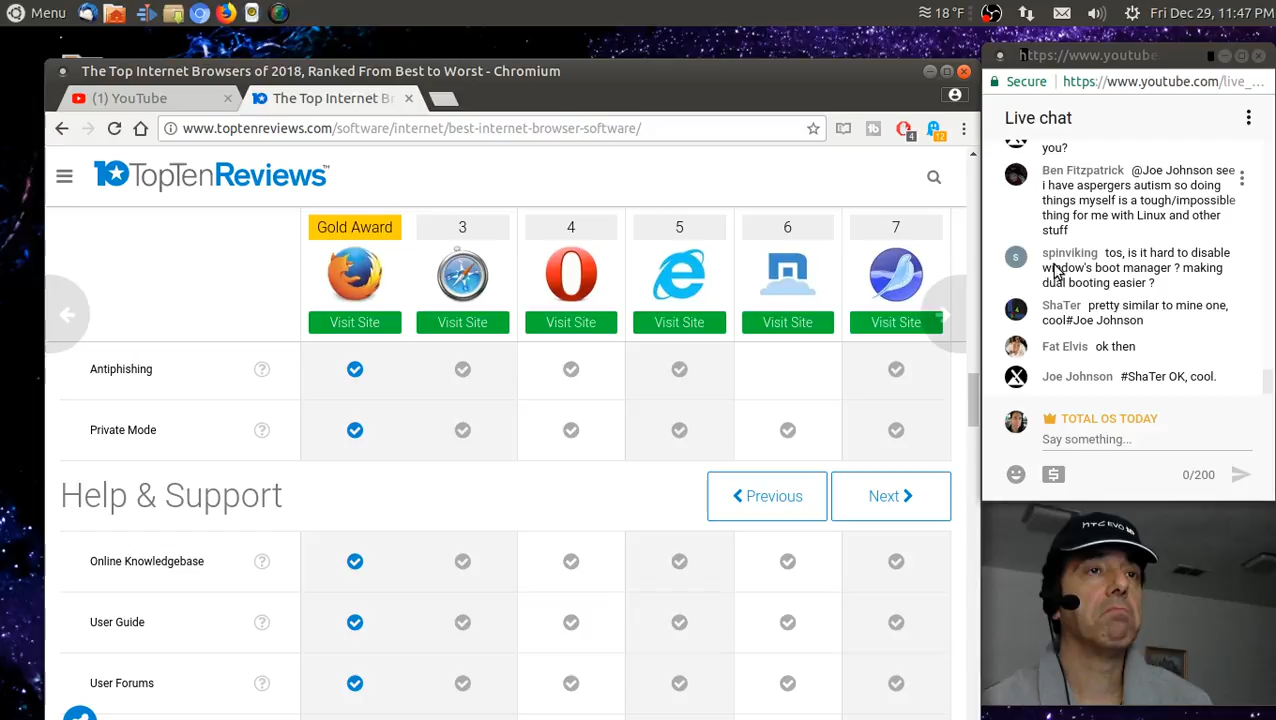 Menu
18 °F
Fri Dec 29, 11:47 PM
The Top Internet Browsers of 2018, Ranked From Best to Worst - Chromium
(1) YouTube
The Top Internet Br
www.toptenreviews.com/software/internet/best-internet-browser-software/
4
12
10TopTenReviews™
Gold Award
3
4
5
6
7
Visit Site
Visit Site
Visit Site
Visit Site
Visit Site
Visit Site
Antiphishing
?
Private Mode
?
Help & Support
Previous
Next
Online Knowledgebase
?
User Guide
?
User Forums
?
https://www.youtube.
Secure
https://www.youtube.com/live_...
Live chat
you?
Ben Fitzpatrick @Joe Johnson see
i have aspergers autism so doing
things myself is a tough/impossible
thing for me with Linux and other
stuff
S
spinviking tos, is it hard to disable
window's boot manager ? making
dual booting easier ?
ShaTer pretty similar to mine one,
cool#Joe Johnson
Fat Elvis ok then
Joe Johnson #ShaTer OK, cool.
TOTAL OS TODAY
Say something...
0/200
HTC EVO